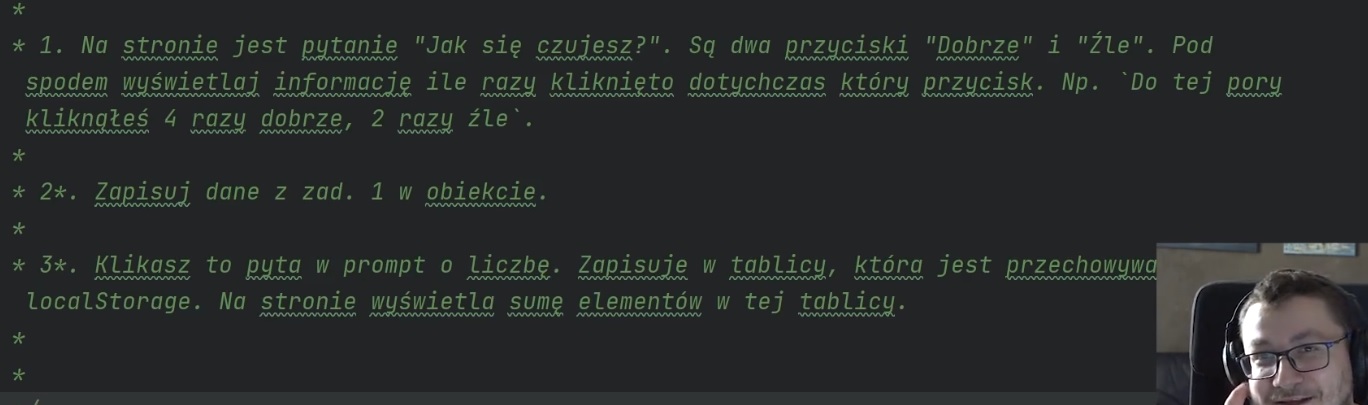 *
* 1. Na stronie jest pytanie "Jak się czujesz?". Są dwa przyciski "Dobrze" i "Źle". Pod
spodem wyświetlaj informację ile razy kliknięto dotychczas który przycisk. Np. `Do tej pory
kliknąłeś 4 razy dobrze, 2 razy źle`.
*
* 2*. Zapisuj dane z zad. 1 w obiekcie.
*
* 3*. Klikasz to pyta w prompt o liczbę. Zapisuje w tablicy, która jest przechowywa
localStorage. Na stronie wyświetla sumę elementów w tej tablicy.
*
*